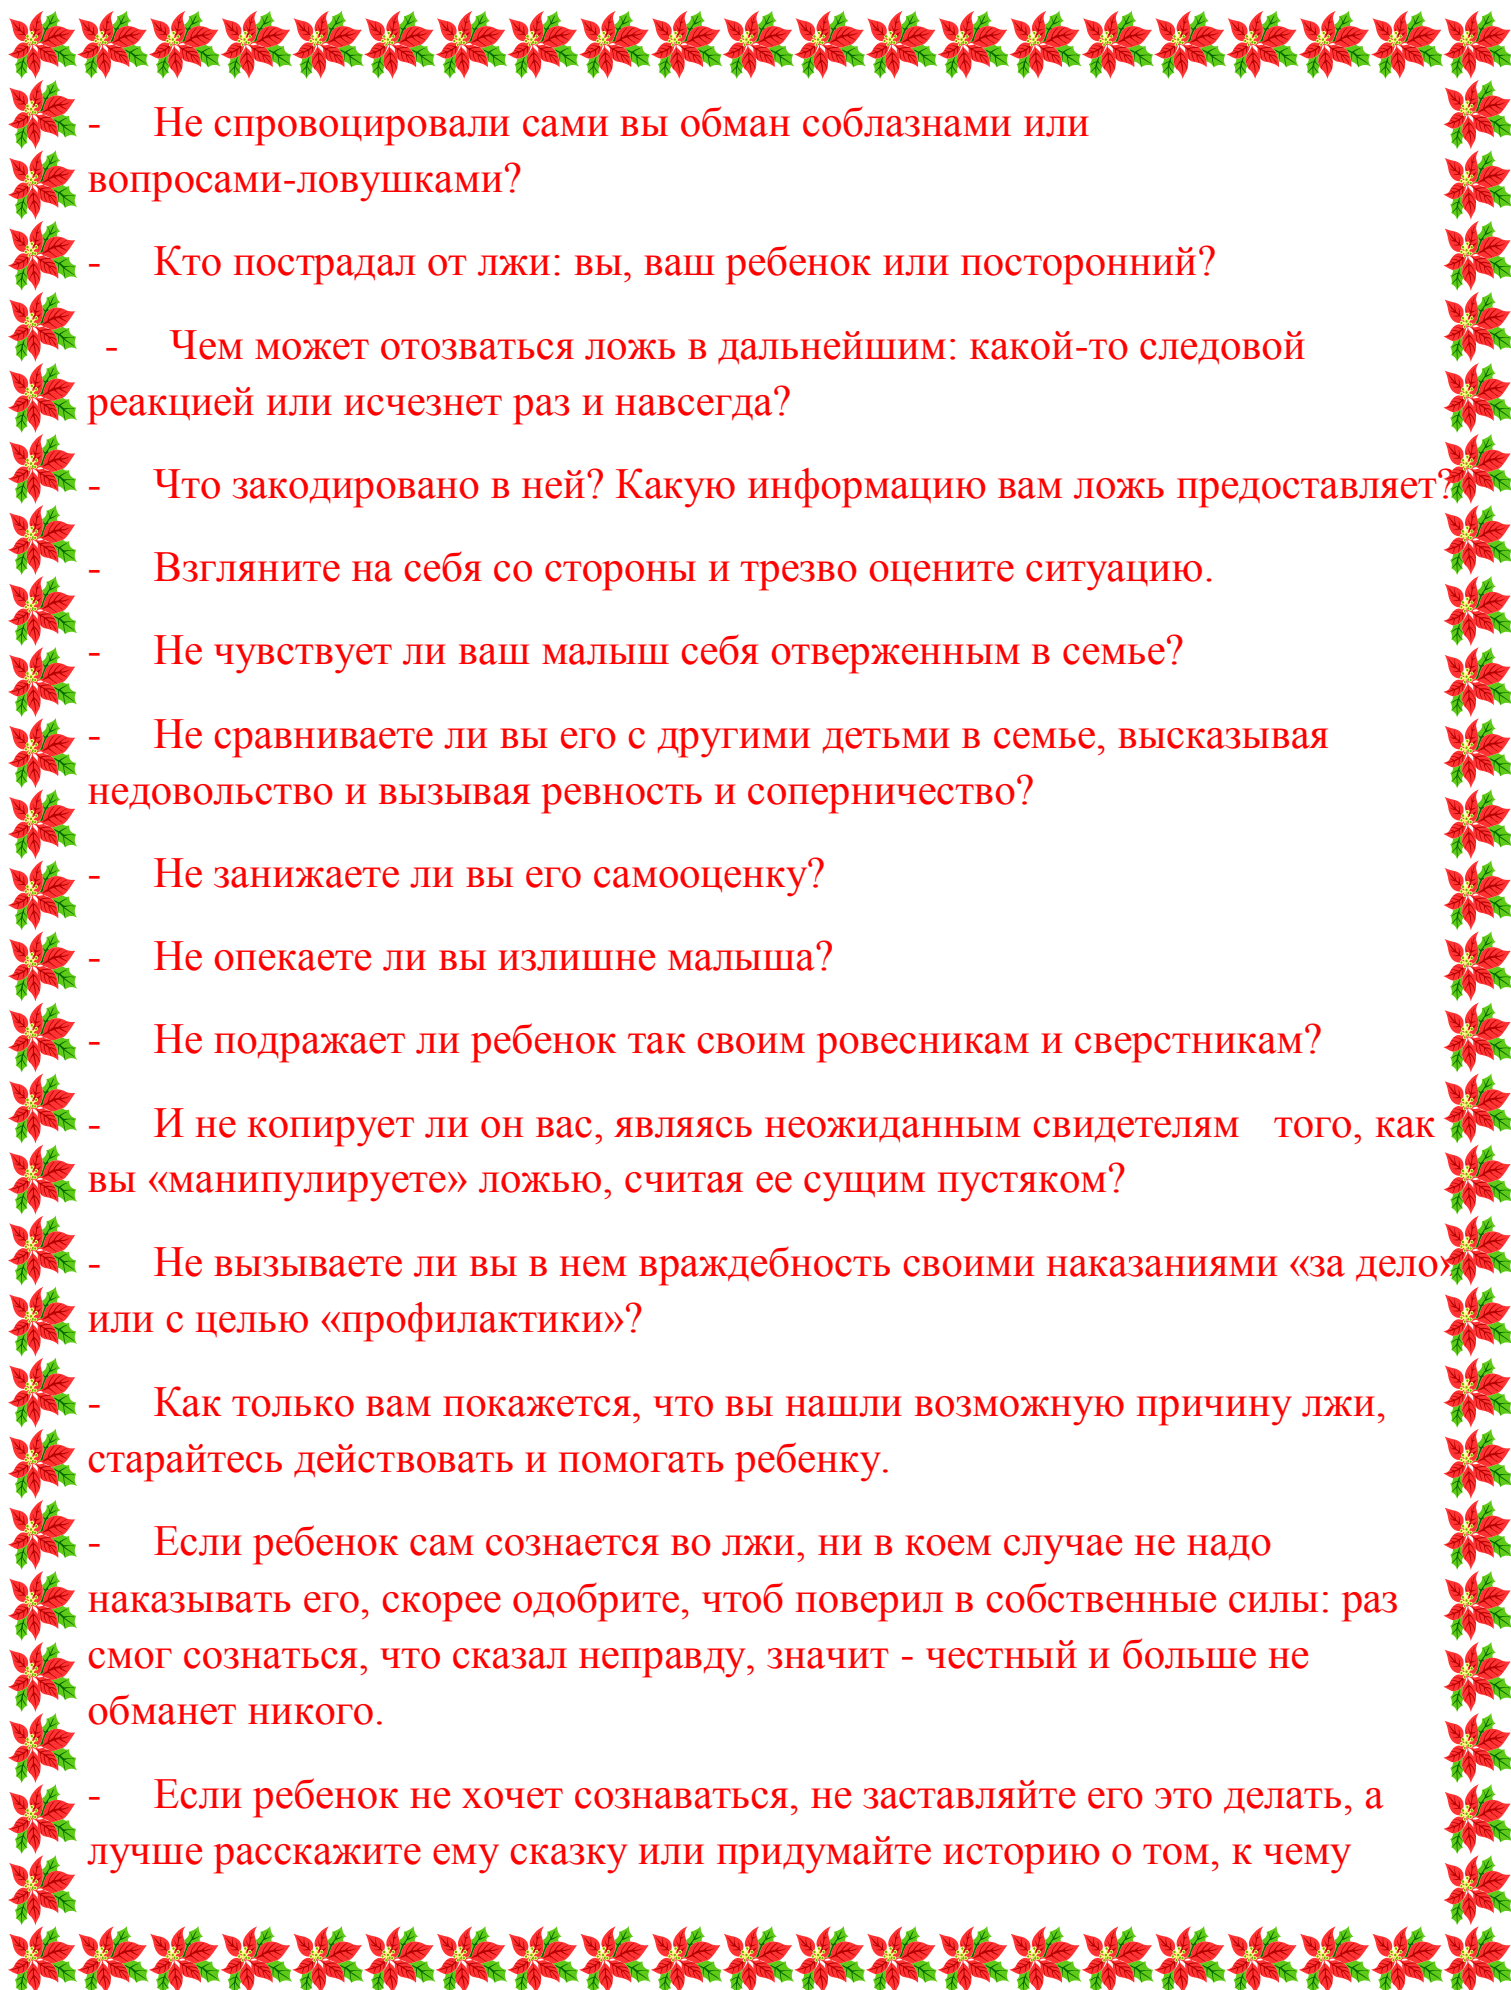 - Не спровоцировали сами вы обман соблазнами или
вопросами-ловушками?
- Кто пострадал от лжи: вы, ваш ребенок или посторонний?
- Чем может отозваться ложь в дальнейшим: какой-то следовой
реакцией или исчезнет раз и навсегда?
- Что закодировано в ней? Какую информацию вам ложь предоставляет?
- Взгляните на себя со стороны и трезво оцените ситуацию.
- Не чувствует ли ваш малыш себя отверженным в семье?
- Не сравниваете ли вы его с другими детьми в семье, высказывая
недовольство и вызывая ревность и соперничество?
- Не занижаете ли вы его самооценку?
- Не опекаете ли вы излишне малыша?
- Не подражает ли ребенок так своим ровесникам и сверстникам?
- И не копирует ли он вас, являясь неожиданным свидетелям того, как
вы «манипулируете» ложью, считая ее сущим пустяком?
- Не вызываете ли вы в нем враждебность своими наказаниями «за дело»
или с целью «профилактики»?
- Как только вам покажется, что вы нашли возможную причину лжи,
старайтесь действовать и помогать ребенку.
- Если ребенок сам сознается во лжи, ни в коем случае не надо
наказывать его, скорее одобрите, чтоб поверил в собственные силы: раз
смог сознаться, что сказал неправду, значит - честный и больше не
обманет никого.
- Если ребенок не хочет сознаваться, не заставляйте его это делать, а
лучше расскажите ему сказку или придумайте историю о том, к чему